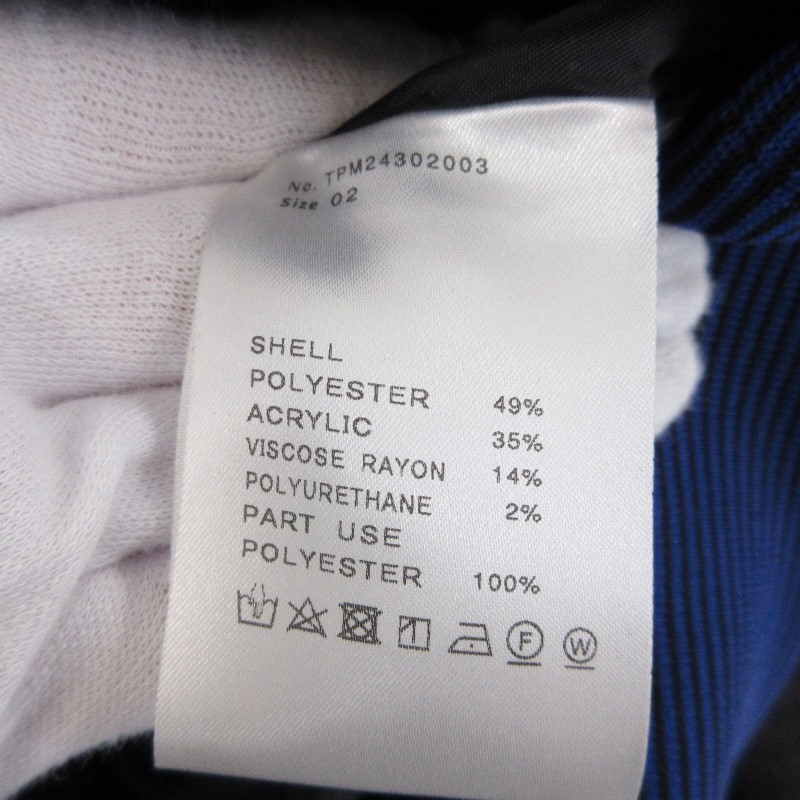 No. TPM24302003
Size 02
SHELL
POLYESTER 49%
ACRYLIC 35%
VISCOSE RAYON 14%
POLYURETHANE 2%
PART USE
POLYESTER 100%
F W